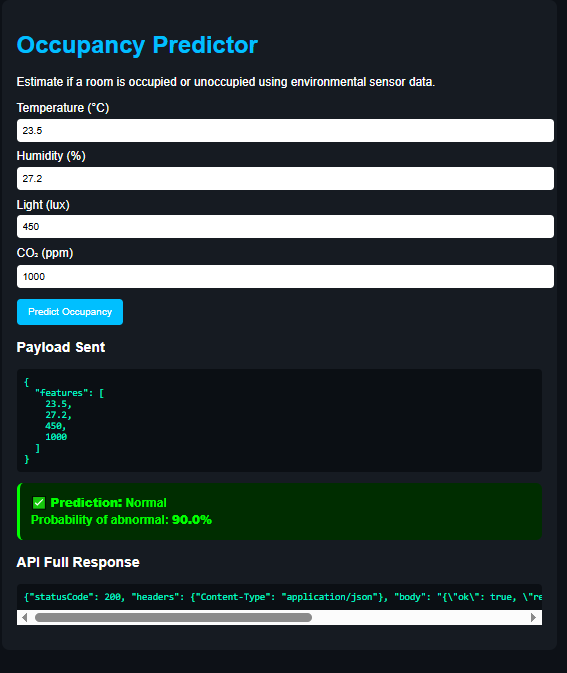 Occupancy Predictor
Estimate if a room is occupied or unoccupied using environmental sensor data.
Temperature (°C)
23.5
Humidity (%)
27.2
Light (lux)
450
CO₂ (ppm)
1000
Predict Occupancy
Payload Sent
{
  "features": [
    23.5,
    27.2,
    450,
    1000
  ]
}
✅ Prediction: Normal
Probability of abnormal: 90.0%
API Full Response
{"statusCode": 200, "headers": {"Content-Type": "application/json"}, "body": "{\"ok\": true, \"re